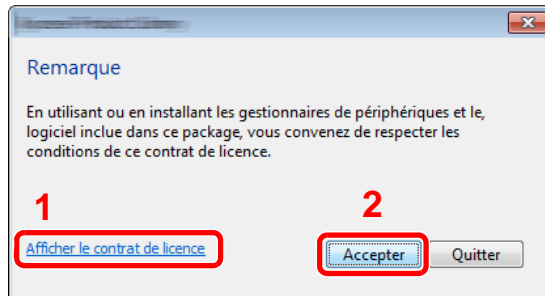 Remarque
En utilisant ou en installant les gestionnaires de périphériques et le,
logiciel inclue dans ce package, vous convenez de respecter les
conditions de ce contrat de licence.
1
2
Afficher le contrat de licence
Accepter
Quitter